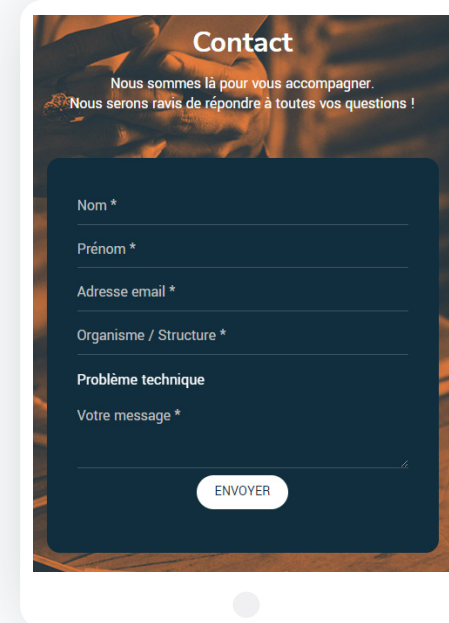 Contact
Nous sommes là pour vous accompagner.
Nous serons ravis de répondre à toutes vos questions !
Nom *
Prénom *
Adresse email *
Organisme / Structure *
Problème technique
Votre message *
ENVOYER